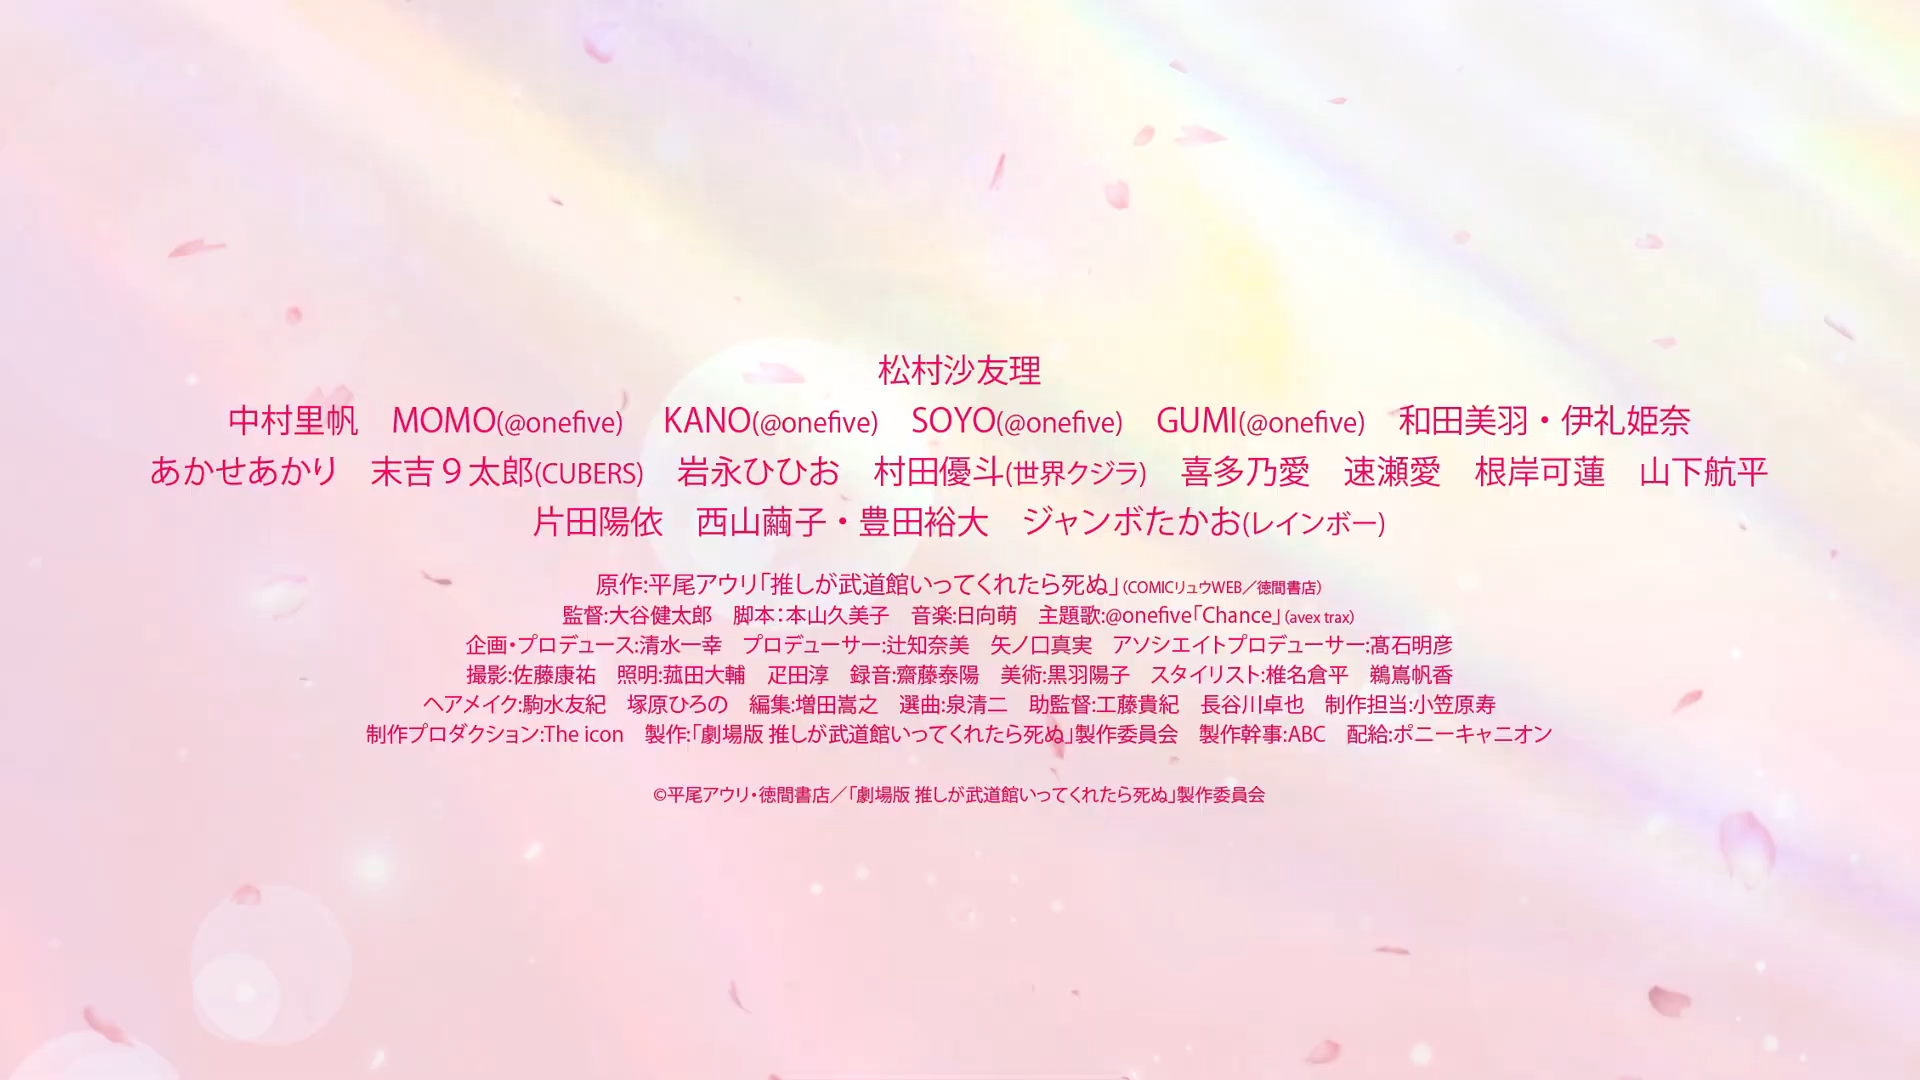 松村沙友理
中村里帆　MOMO(@onefive)　KANO(@onefive)　SOYO(@onefive)　GUMI(@onefive)　和田美羽・伊礼姫奈
あかせあかり　末吉９太郎(CUBERS)　岩永ひひお　村田優斗(世界クジラ)　喜多乃愛　速瀬愛　根岸可蓮　山下航平
片田陽依　西山繭子・豊田裕大　ジャンボたかお(レインボー)
原作:平尾アウリ「推しが武道館いってくれたら死ぬ」(COMICリュウWEB／徳間書店)
監督:大谷健太郎　脚本:本山久美子　音楽:日向萌　主題歌:@onefive「Chance」(avex trax)
企画・プロデュース:清水一幸　プロデューサー:辻知奈美　矢ノ口真実　アソシエイトプロデューサー:髙石明彦
撮影:佐藤康祐　照明:菰田大輔　疋田淳　録音:齋藤泰陽　美術:黒羽陽子　スタイリスト:椎名倉平　鵜嶌帆香
ヘアメイク:駒水友紀　塚原ひろの　編集:増田嵩之　選曲:泉清二　助監督:工藤貴紀　長谷川卓也　制作担当:小笠原寿
制作プロダクション:The icon　製作:「劇場版 推しが武道館いってくれたら死ぬ」製作委員会　製作幹事:ABC　配給:ポニーキャニオン
©平尾アウリ・徳間書店／「劇場版 推しが武道館いってくれたら死ぬ」製作委員会